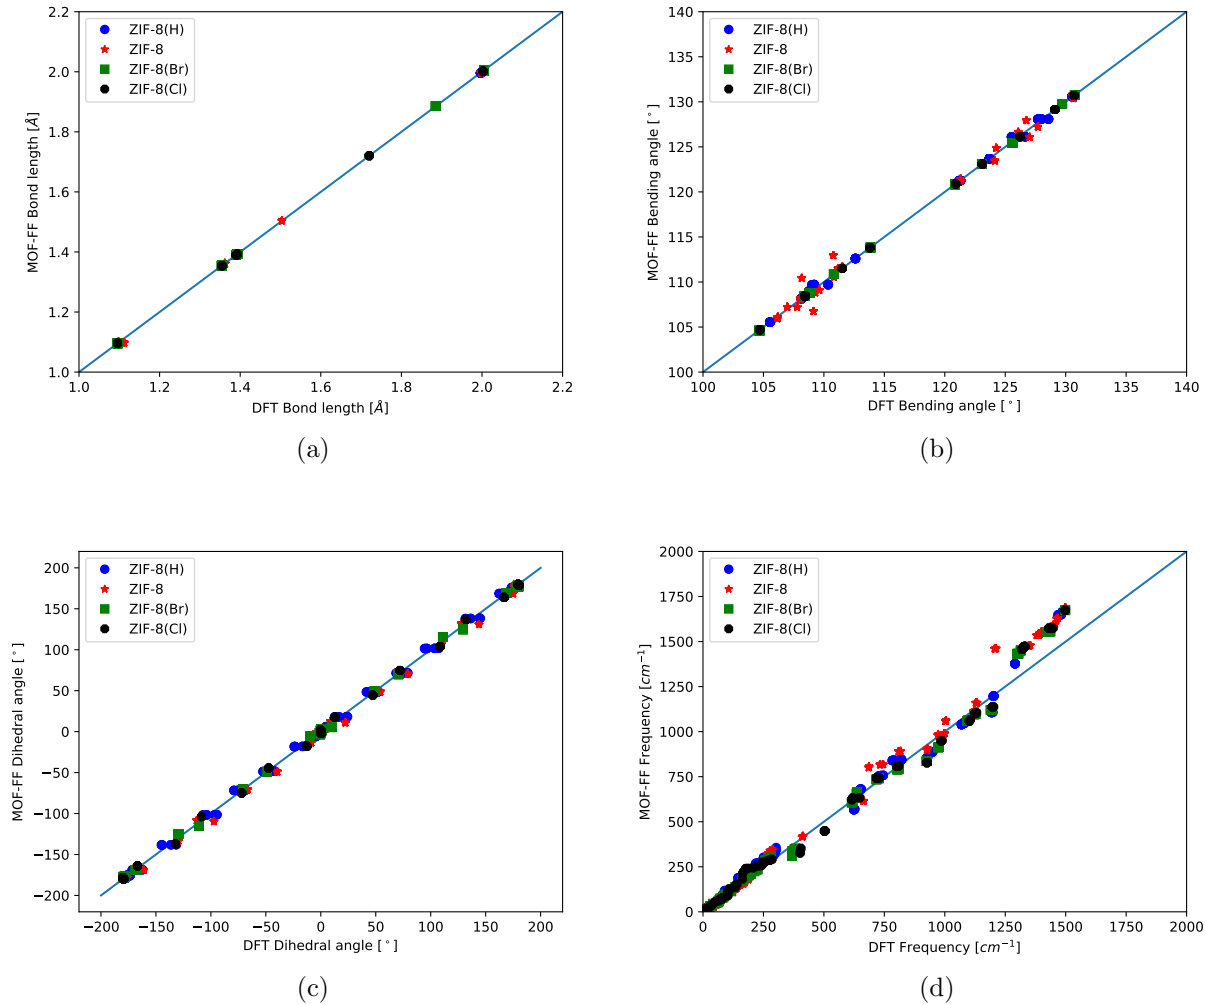 2.2
2.0
1.8
1.6
1.4
1.2
1.0
MOF-FF Bond length [Å]
ZIF-8(H)
ZIF-8
ZIF-8(Br)
ZIF-8(Cl)
1.0 1.2 1.4 1.6 1.8 2.0 2.2
DFT Bond length [Å]
(a)
140
135
130
125
120
115
110
105
100
MOF-FF Bending angle [°]
ZIF-8(H)
ZIF-8
ZIF-8(Br)
ZIF-8(Cl)
100 105 110 115 120 125 130 135 140
DFT Bending angle [°]
(b)
200
150
100
50
0
−50
−100
−150
−200
MOF-FF Dihedral angle [°]
ZIF-8(H)
ZIF-8
ZIF-8(Br)
ZIF-8(Cl)
−200 −150 −100 −50 0 50 100 150 200
DFT Dihedral angle [°]
(c)
2000
1750
1500
1250
1000
750
500
250
0
MOF-FF Frequency [cm⁻¹]
ZIF-8(H)
ZIF-8
ZIF-8(Br)
ZIF-8(Cl)
0 250 500 750 1000 1250 1500 1750 2000
DFT Frequency [cm⁻¹]
(d)